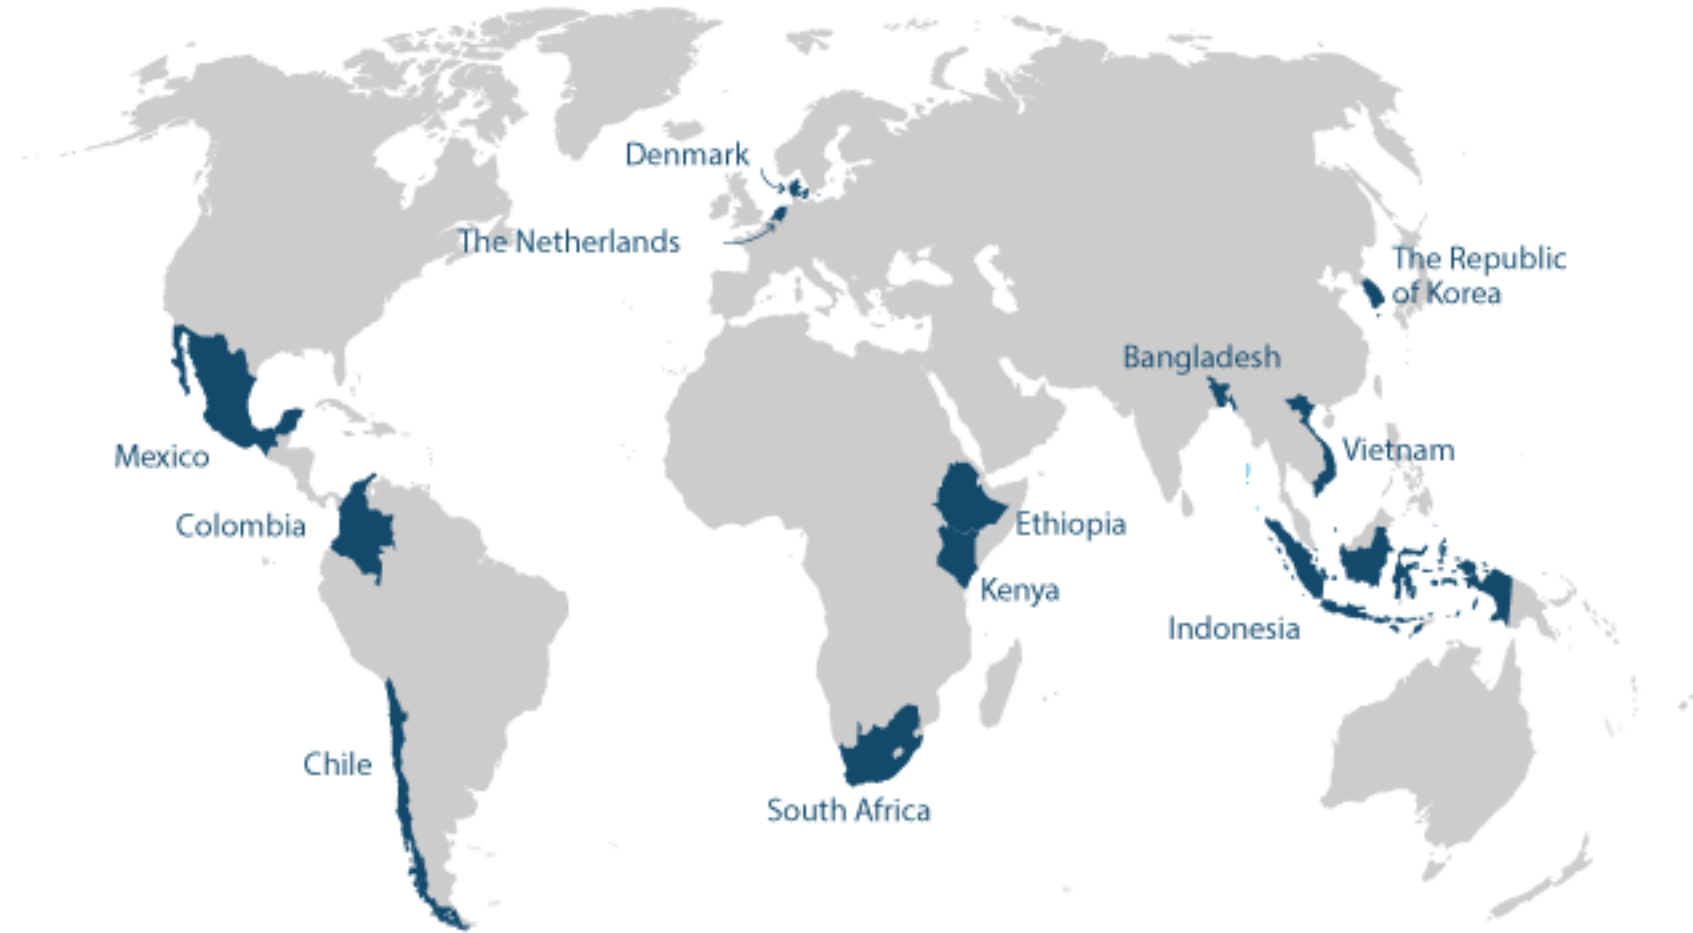 Denmark
The Netherlands
The Republic
of Korea
Bangladesh
Mexico
Vietnam
Colombia
Ethiopia
Kenya
Indonesia
Chile
South Africa